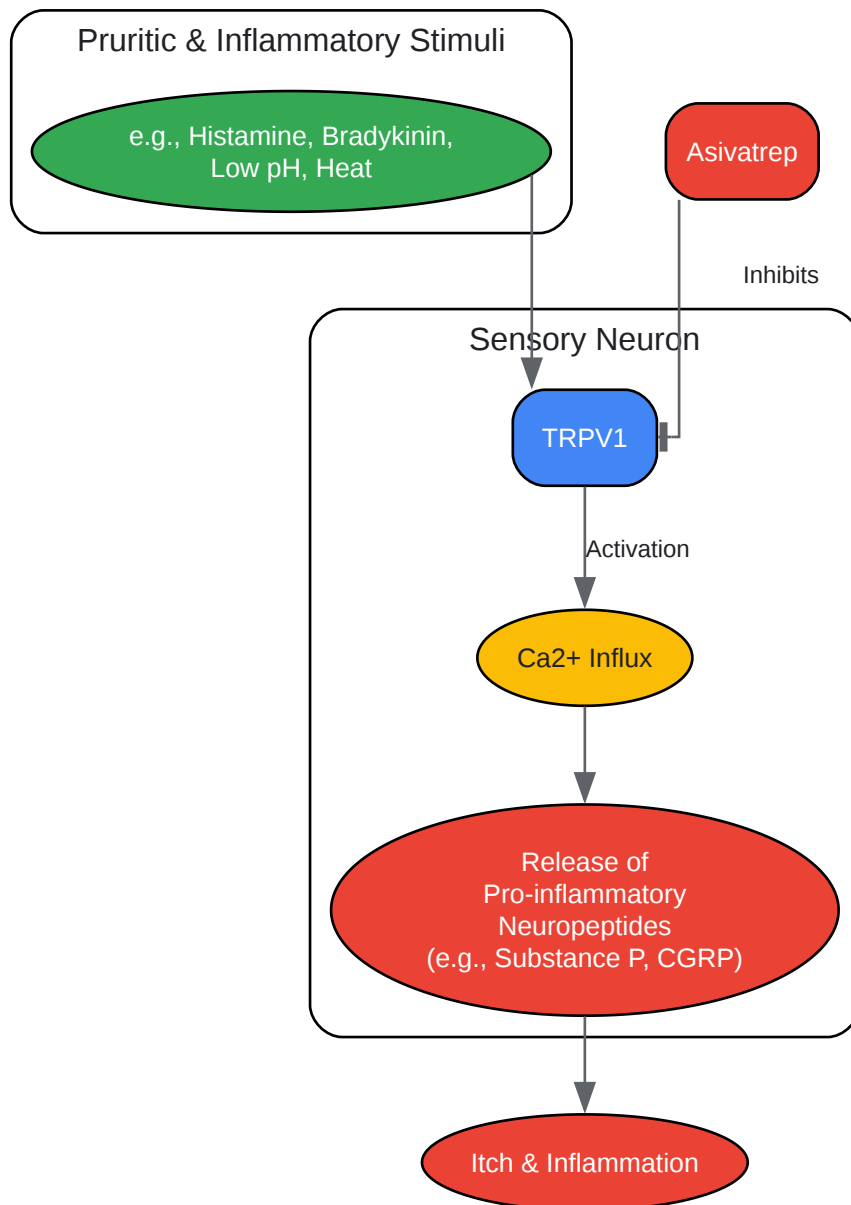 Pruritic & Inflammatory Stimuli
e.g., Histamine, Bradykinin,
Low pH, Heat
Asivatrep
Inhibits
Sensory Neuron
TRPV1
Activation
Ca2+ Influx
Release of
Pro-inflammatory
Neuropeptides
(e.g., Substance P, CGRP)
Itch & Inflammation